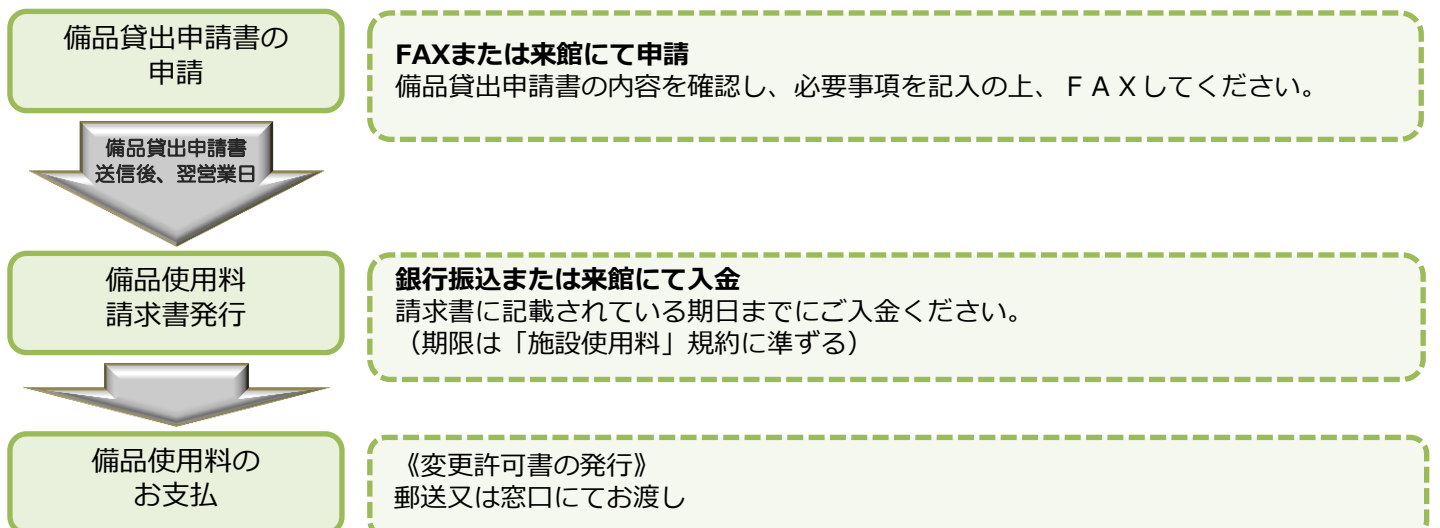 備品貸出申請書の
申請
FAXまたは来館にて申請
備品貸出申請書の内容を確認し、必要事項を記入の上、ＦＡＸしてください。
備品貸出申請書
送信後、翌営業日
備品使用料
請求書発行
銀行振込または来館にて入金
請求書に記載されている期日までにご入金ください。
（期限は「施設使用料」規約に準ずる）
備品使用料の
お支払
《変更許可書の発行》
郵送又は窓口にてお渡し